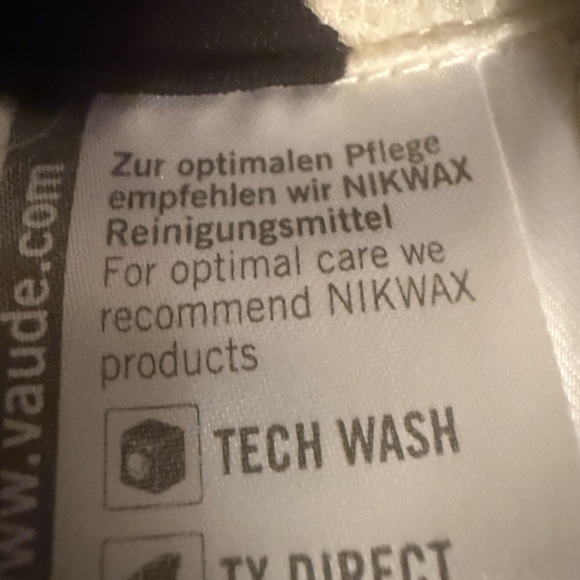 Zur optimalen Pflege
empfehlen wir NIKWAX
Reinigungsmittel
For optimal care we
recommend NIKWAX
products
TECH WASH
TX DIRECT
www.vaude.com